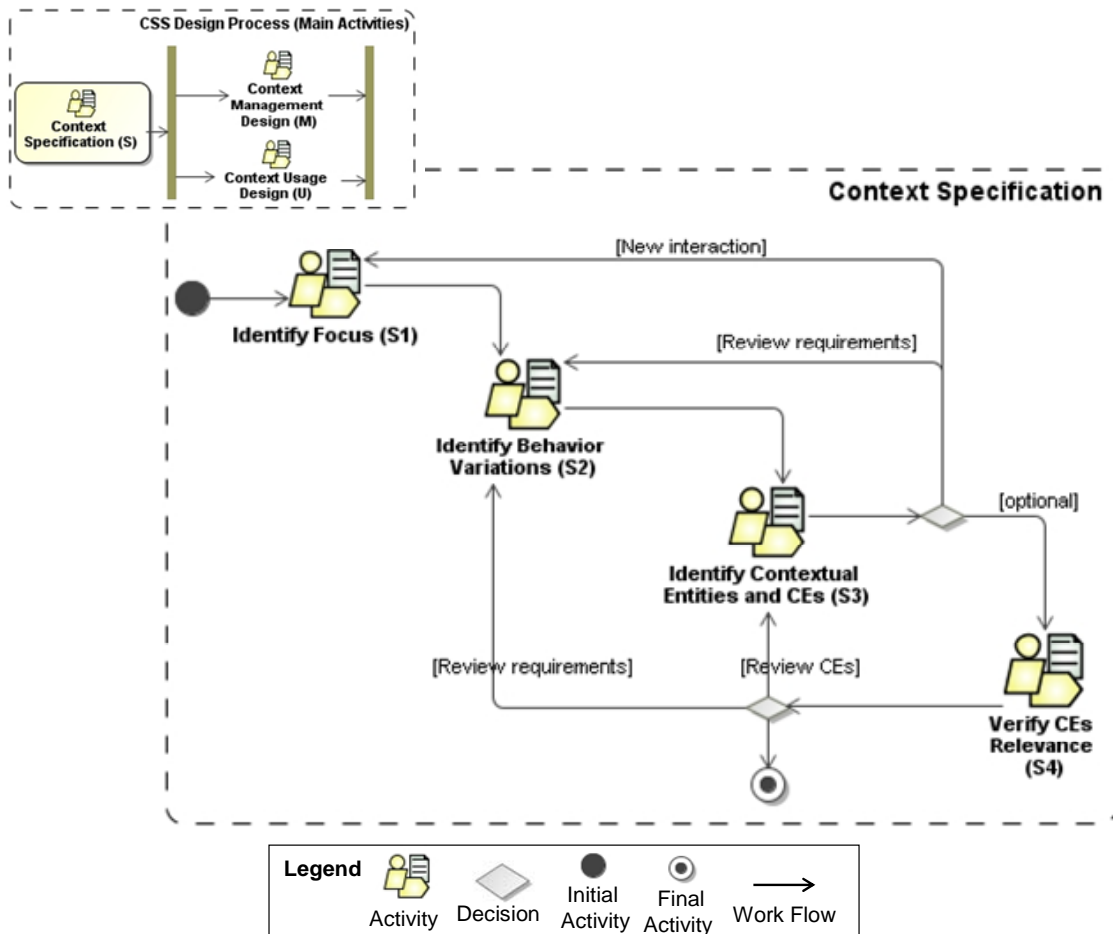 CSS Design Process (Main Activities)
Context
Specification (S)
Context
Management
Design (M)
Context Usage
Design (U)
Context Specification
[New interaction]
Identify Focus (S1)
[Review requirements]
Identify Behavior
Variations (S2)
[optional]
Identify Contextual
Entities and CEs (S3)
[Review requirements]
[Review CEs]
Verify CEs
Relevance
(S4)
Legend
Activity
Decision
Initial
Activity
Final
Activity
Work Flow